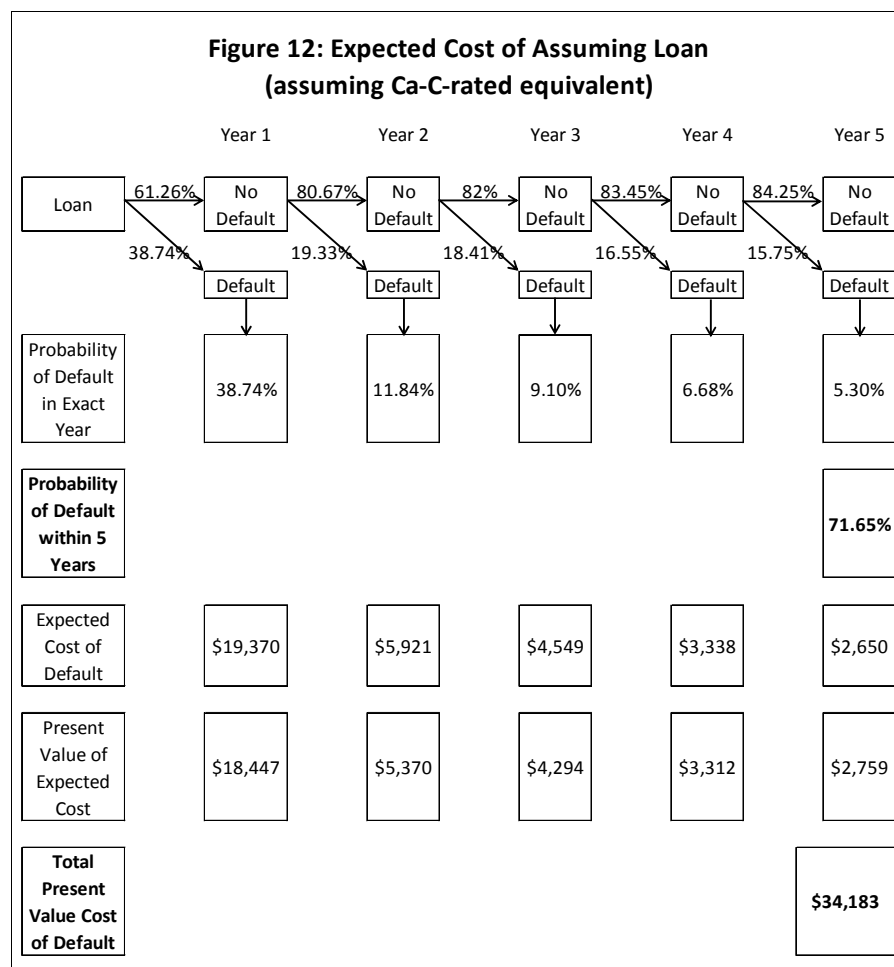 Figure 12: Expected Cost of Assuming Loan
(assuming Ca-C-rated equivalent)
Year 1 Year 2 Year 3 Year 4 Year 5
Loan
61.26%
No
Default
80.67%
No
Default
82%
No
Default
83.45%
No
Default
84.25%
No
Default
38.74%
19.33%
18.41%
16.55%
15.75%
Default
Default
Default
Default
Default
Probability
of Default
in Exact
Year
38.74%
11.84%
9.10%
6.68%
5.30%
Probability
of Default
within 5
Years
71.65%
Expected
Cost of
Default
$19,370
$5,921
$4,549
$3,338
$2,650
Present
Value of
Expected
Cost
$18,447
$5,370
$4,294
$3,312
$2,759
Total
Present
Value Cost
of Default
$34,183